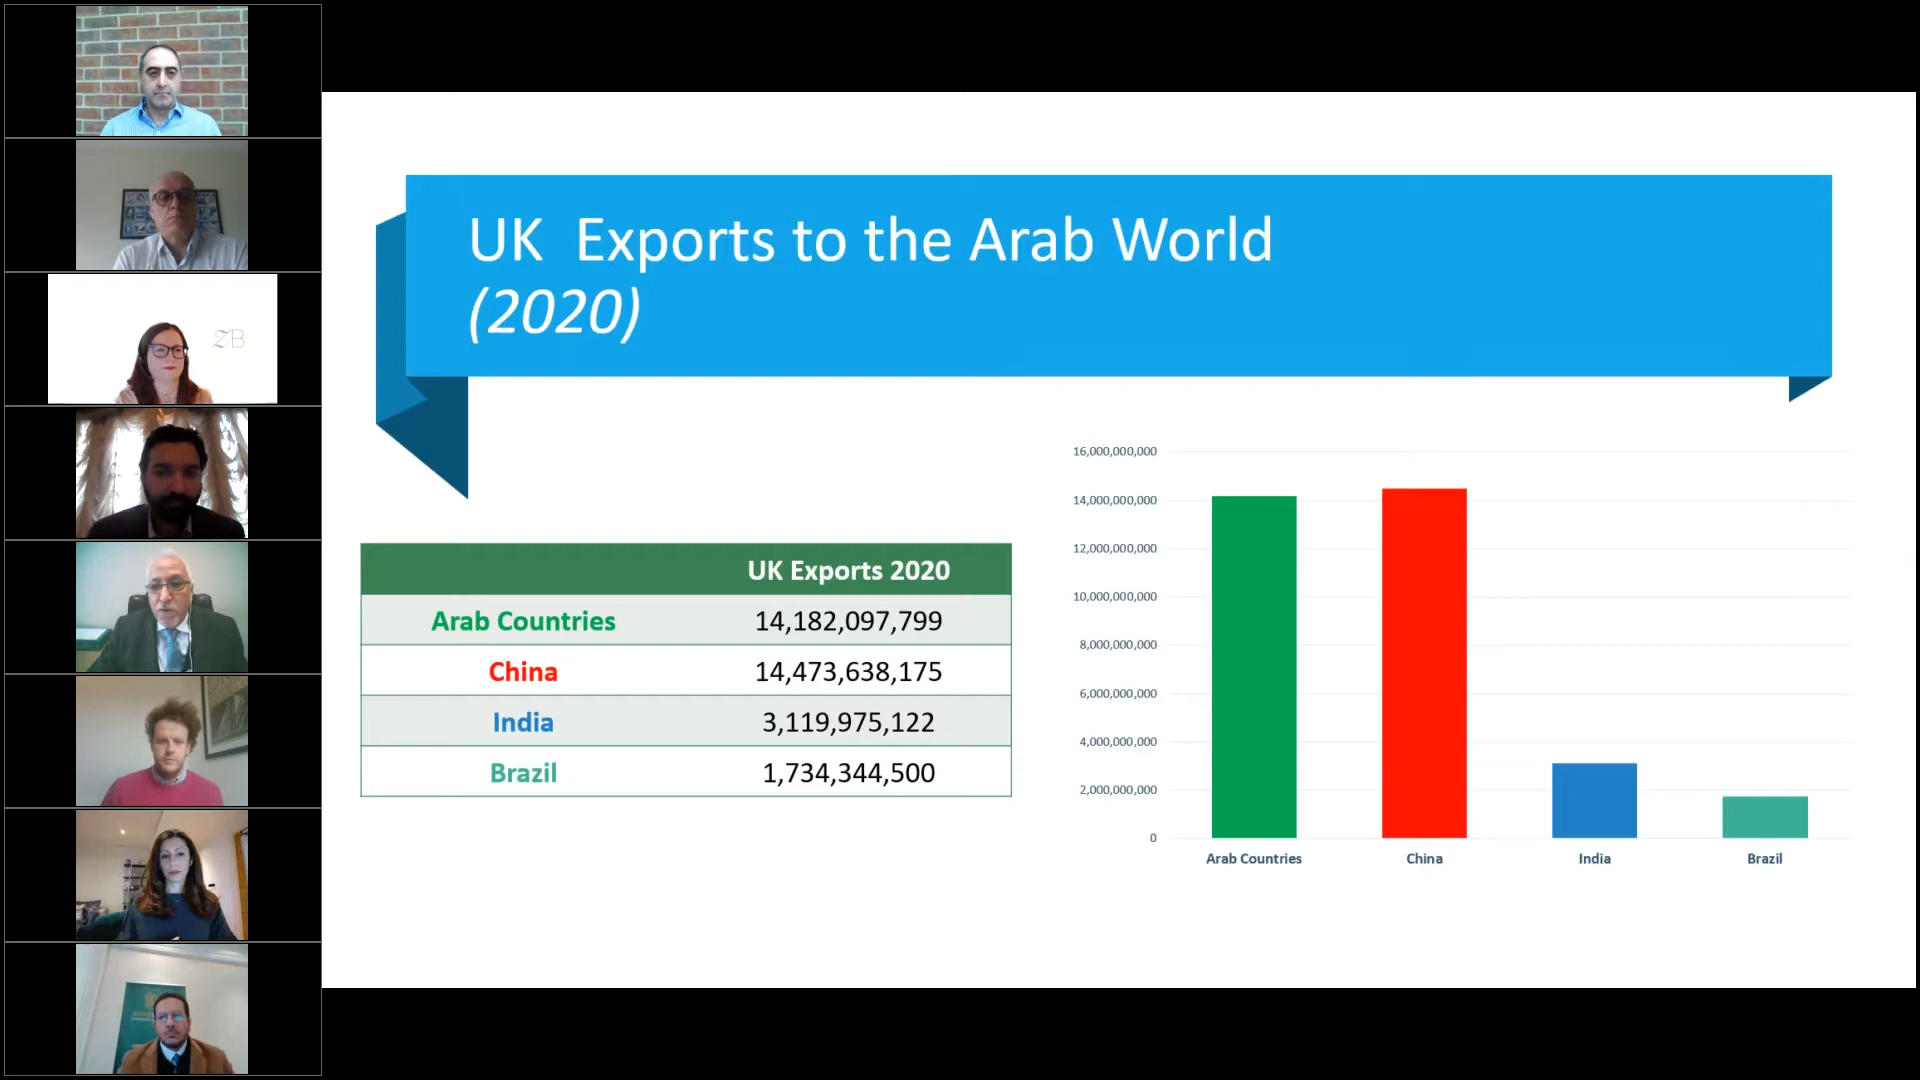 ZB
UK Exports to the Arab World
(2020)
UK Exports 2020
Arab Countries 14,182,097,799
China 14,473,638,175
India 3,119,975,122
Brazil 1,734,344,500
16,000,000,000
14,000,000,000
12,000,000,000
10,000,000,000
8,000,000,000
6,000,000,000
4,000,000,000
2,000,000,000
0
Arab Countries China India Brazil